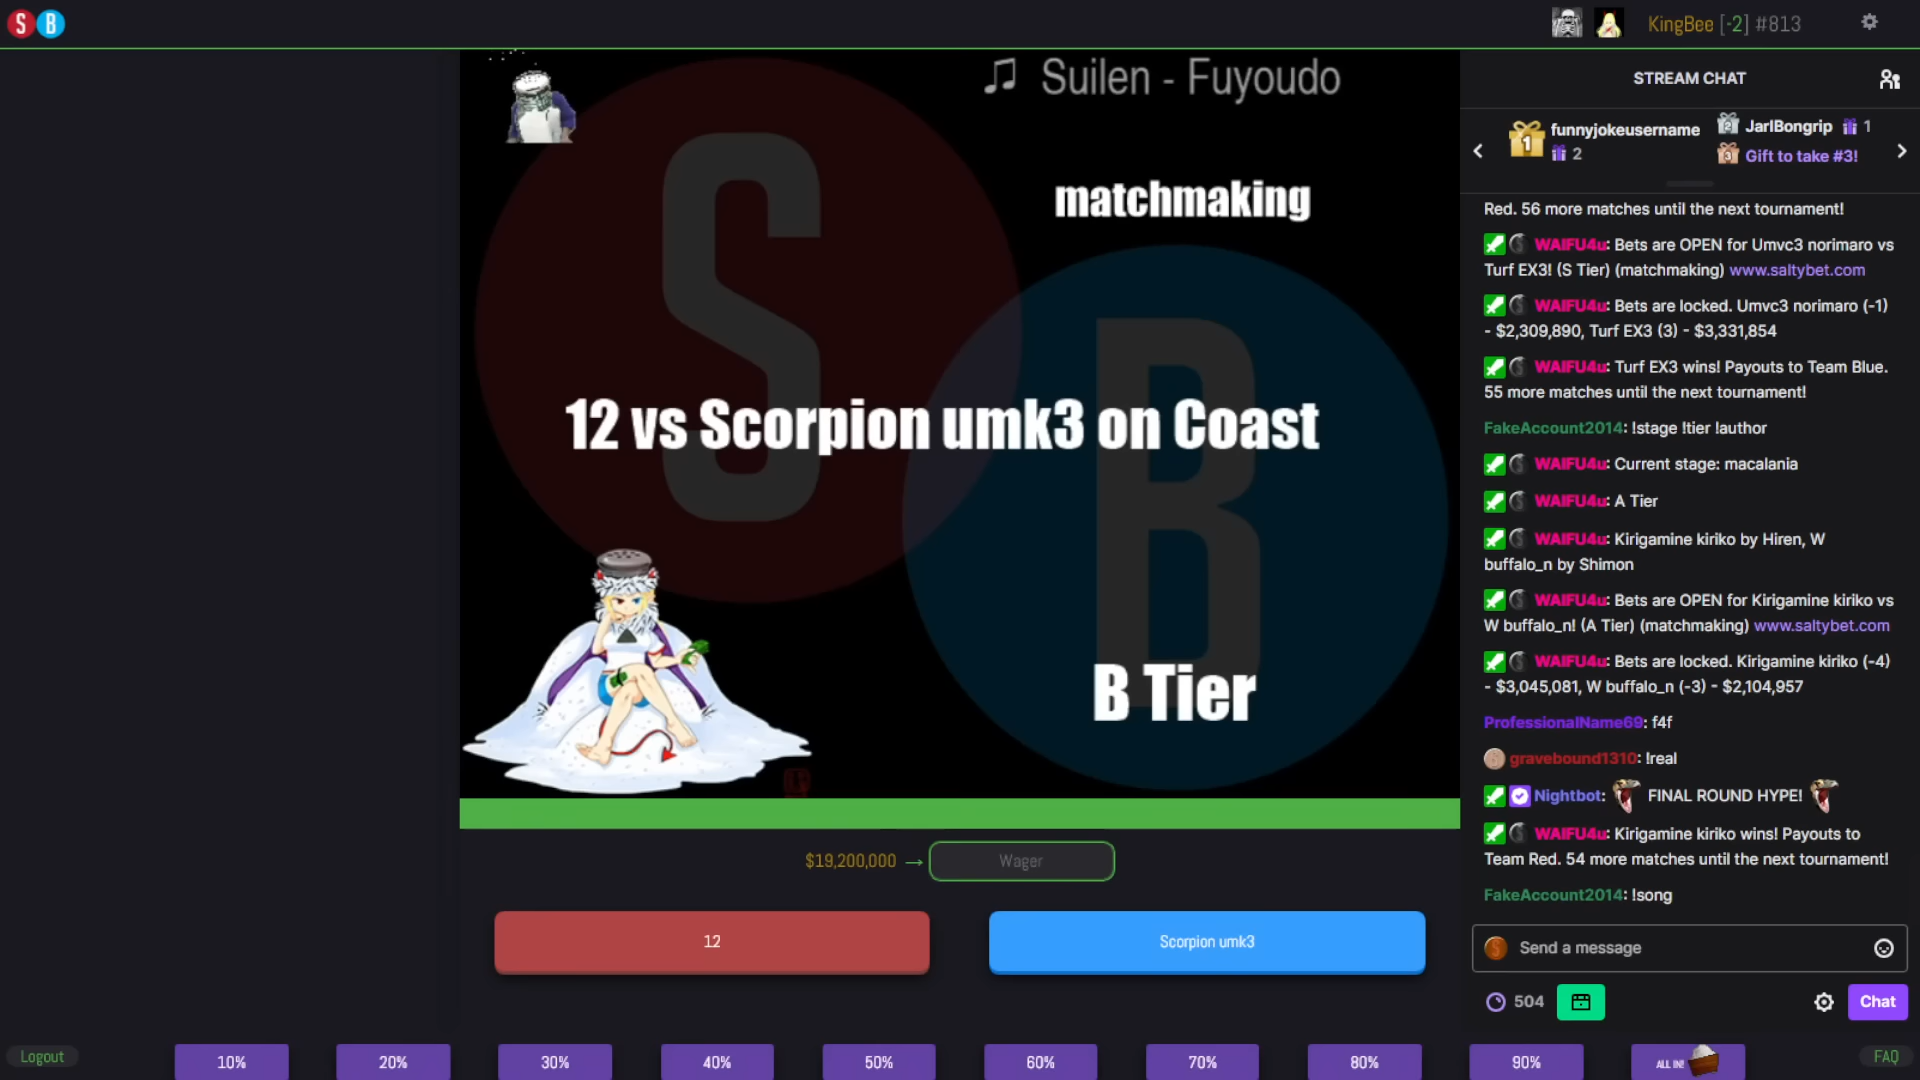 S B
KingBee [-2] #813
♫ Suilen - Fuyoudo
matchmaking
12 vs Scorpion umk3 on Coast
B Tier
S
B
$19,200,000 → Wager
12
Scorpion umk3
Logout
10%
20%
30%
40%
50%
60%
70%
80%
90%
ALL IN!
FAQ
STREAM CHAT
1 funnyjokeusername
2
2 JarlBongrip 1
3 Gift to take #3!
Red. 56 more matches until the next tournament!
WAIFU4u: Bets are OPEN for Umvc3 norimaro vs
Turf EX3! (S Tier) (matchmaking) www.saltybet.com
WAIFU4u: Bets are locked. Umvc3 norimaro (-1)
- $2,309,890, Turf EX3 (3) - $3,331,854
WAIFU4u: Turf EX3 wins! Payouts to Team Blue.
55 more matches until the next tournament!
FakeAccount2014: !stage !tier !author
WAIFU4u: Current stage: macalania
WAIFU4u: A Tier
WAIFU4u: Kirigamine kiriko by Hiren, W
buffalo_n by Shimon
WAIFU4u: Bets are OPEN for Kirigamine kiriko vs
W buffalo_n! (A Tier) (matchmaking) www.saltybet.com
WAIFU4u: Bets are locked. Kirigamine kiriko (-4)
- $3,045,081, W buffalo_n (-3) - $2,104,957
ProfessionalName69: f4f
gravebound1310: !real
Nightbot: FINAL ROUND HYPE!
WAIFU4u: Kirigamine kiriko wins! Payouts to
Team Red. 54 more matches until the next tournament!
FakeAccount2014: !song
Send a message
504
Chat